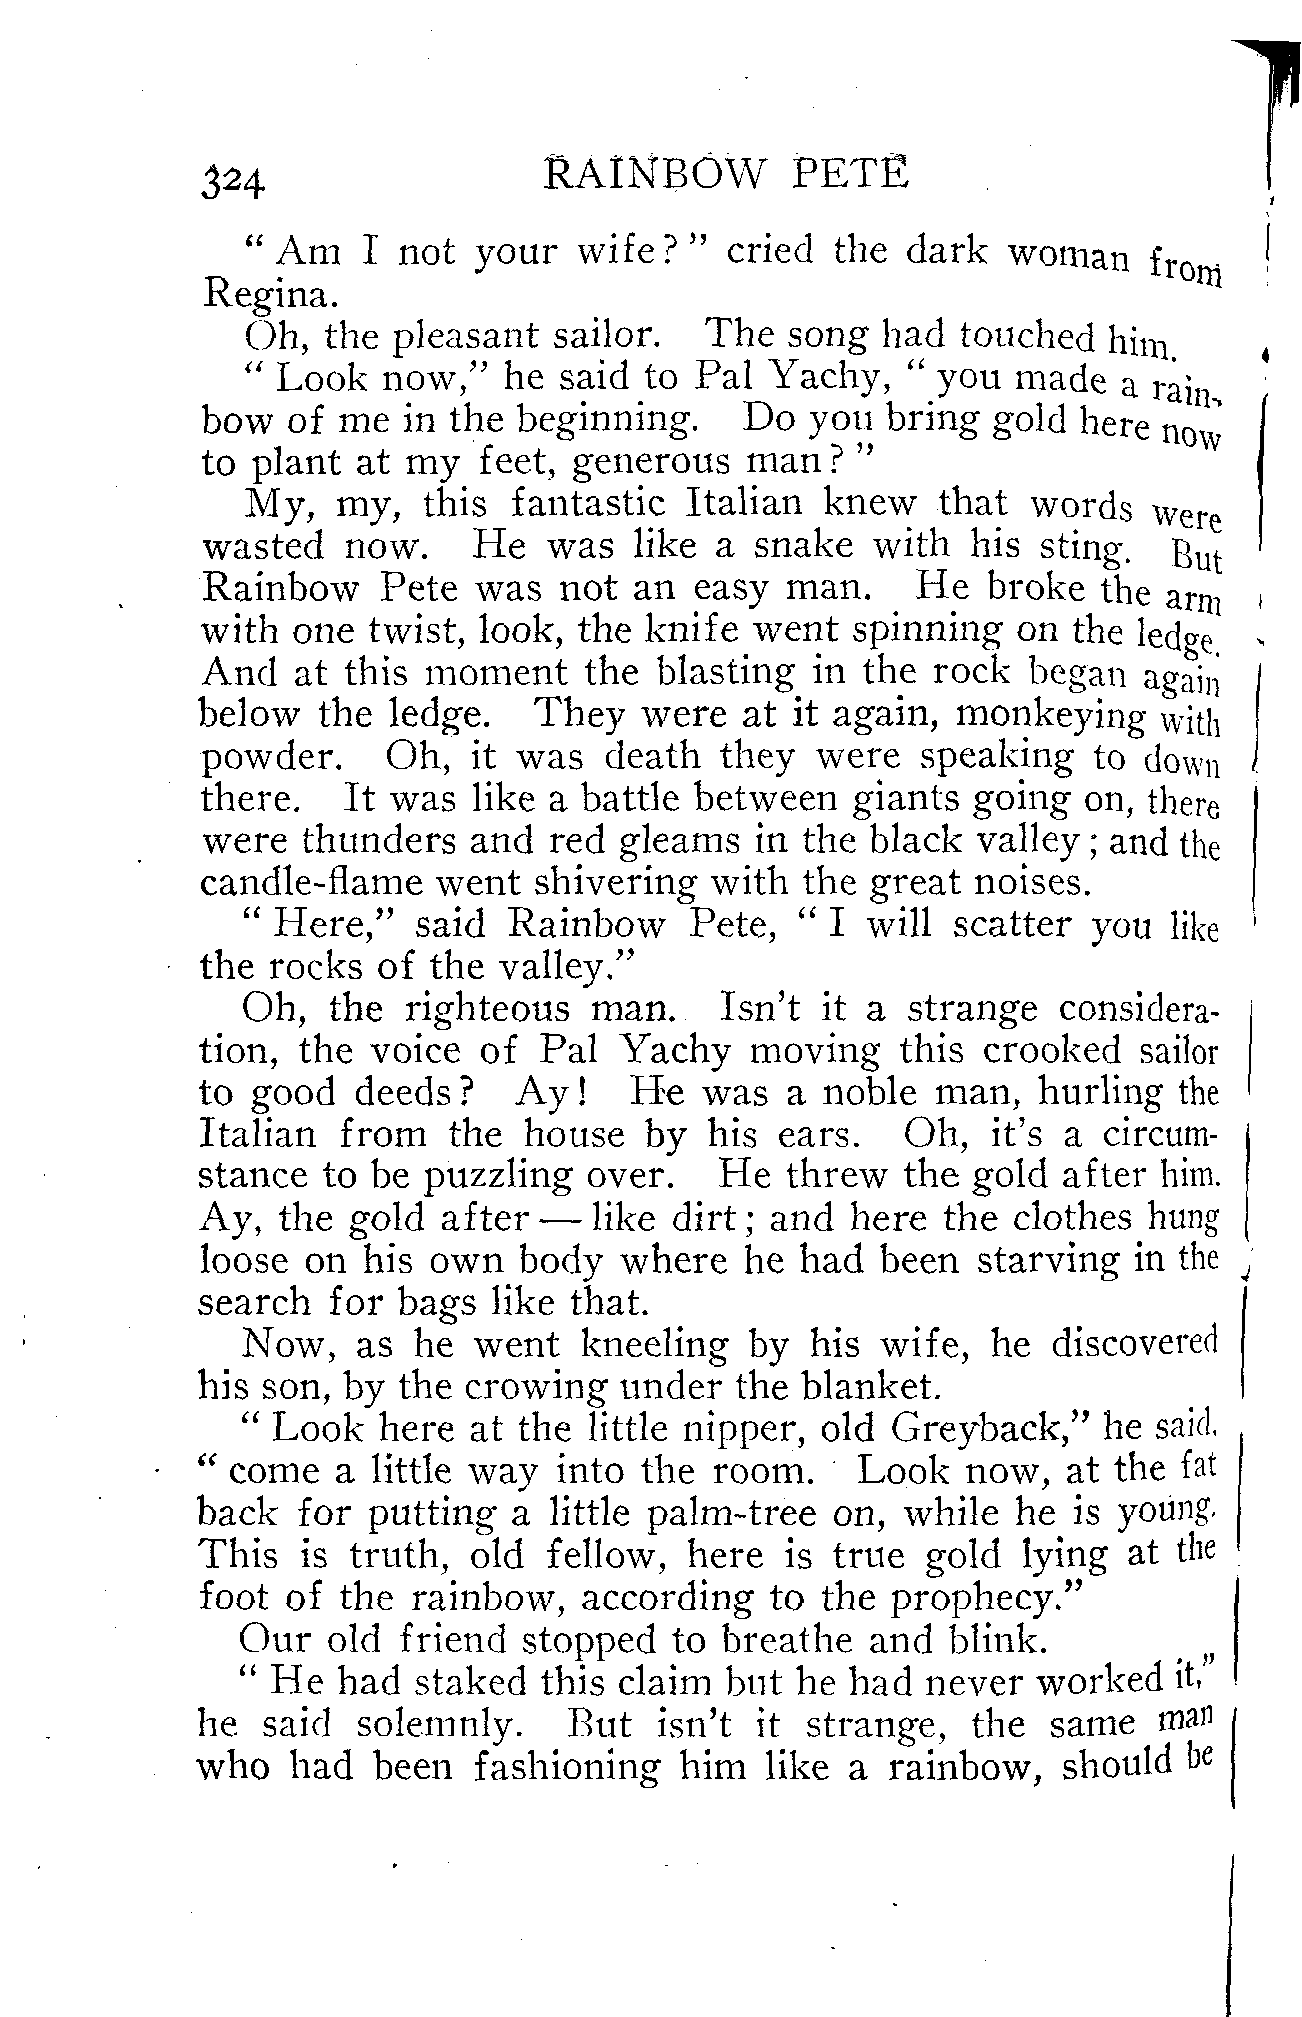 324 RAINBOW PETE
" Am I not your wife ? " cried the dark woman from
Regina.
Oh, the pleasant sailor. The song had touched him.
" Look now," he said to Pal Yachy, " you made a rain-
bow of me in the beginning. Do you bring gold here now
to plant at my feet, generous man ? "
My, my, this fantastic Italian knew that words were
wasted now. He was like a snake with his sting. But
Rainbow Pete was not an easy man. He broke the arm
with one twist, look, the knife went spinning on the ledge.
And at this moment the blasting in the rock began again
below the ledge. They were at it again, monkeying with
powder. Oh, it was death they were speaking to down
there. It was like a battle between giants going on, there
were thunders and red gleams in the black valley ; and the
candle-flame went shivering with the great noises.
" Here," said Rainbow Pete, " I will scatter you like
the rocks of the valley."
Oh, the righteous man. Isn't it a strange considera-
tion, the voice of Pal Yachy moving this crooked sailor
to good deeds ? Ay ! He was a noble man, hurling the
Italian from the house by his ears. Oh, it's a circum-
stance to be puzzling over. He threw the gold after him.
Ay, the gold after — like dirt ; and here the clothes hung
loose on his own body where he had been starving in the
search for bags like that.
Now, as he went kneeling by his wife, he discovered
his son, by the crowing under the blanket.
" Look here at the little nipper, old Greyback," he said,
" come a little way into the room. Look now, at the fat
back for putting a little palm-tree on, while he is young.
This is truth, old fellow, here is true gold lying at the
foot of the rainbow, according to the prophecy."
Our old friend stopped to breathe and blink.
" He had staked this claim but he had never worked it,"
he said solemnly. But isn't it strange, the same man
who had been fashioning him like a rainbow, should be